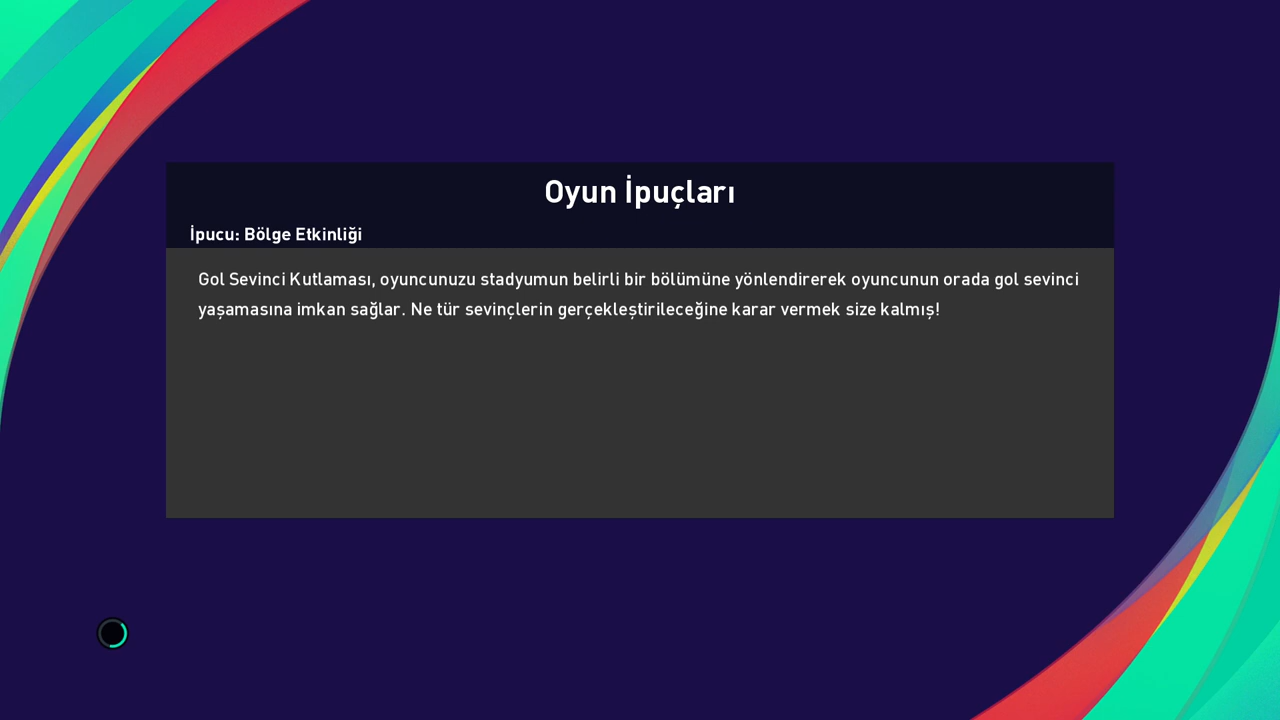 Oyun İpuçları
İpucu: Bölge Etkinliği
Gol Sevinci Kutlaması, oyuncunuzu stadyumun belirli bir bölümüne yönlendirerek oyuncunun orada gol sevinci
yaşamasına imkan sağlar. Ne tür sevinçlerin gerçekleştirileceğine karar vermek size kalmış!